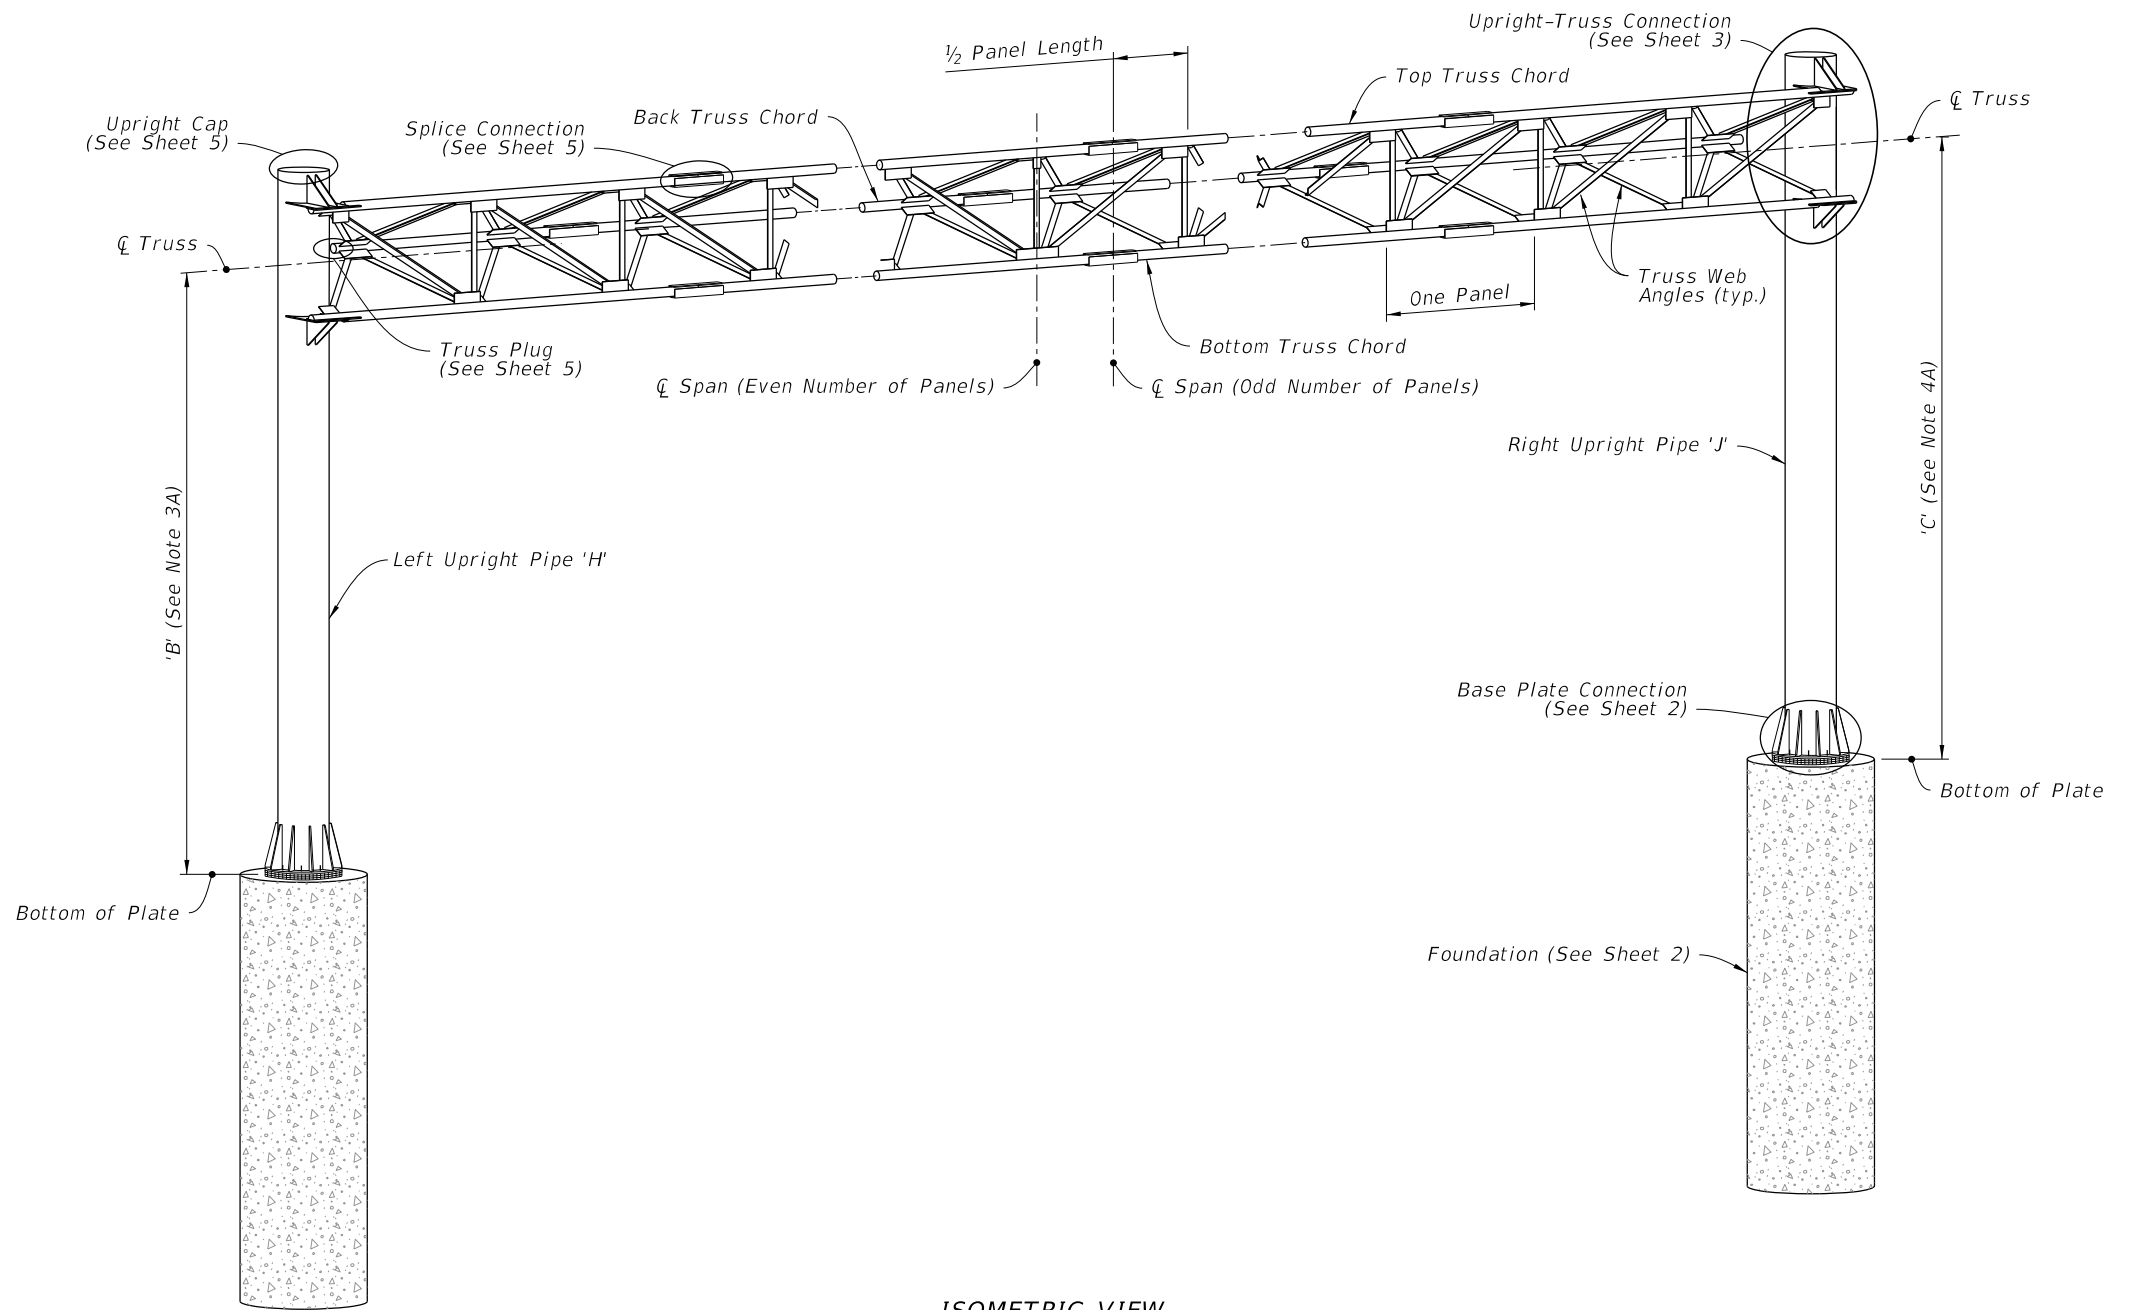 Upright-Truss Connection
(See Sheet 3)
½ Panel Length
Top Truss Chord
℄ Truss
Upright Cap
(See Sheet 5)
Splice Connection
(See Sheet 5)
Back Truss Chord
℄ Truss
Truss Web
Angles (typ.)
One Panel
Truss Plug
(See Sheet 5)
Bottom Truss Chord
℄ Span (Even Number of Panels)
℄ Span (Odd Number of Panels)
'B' (See Note 3A)
'C' (See Note 4A)
Right Upright Pipe 'J'
Left Upright Pipe 'H'
Base Plate Connection
(See Sheet 2)
Bottom of Plate
Bottom of Plate
Foundation (See Sheet 2)
ISOMETRIC VIEW